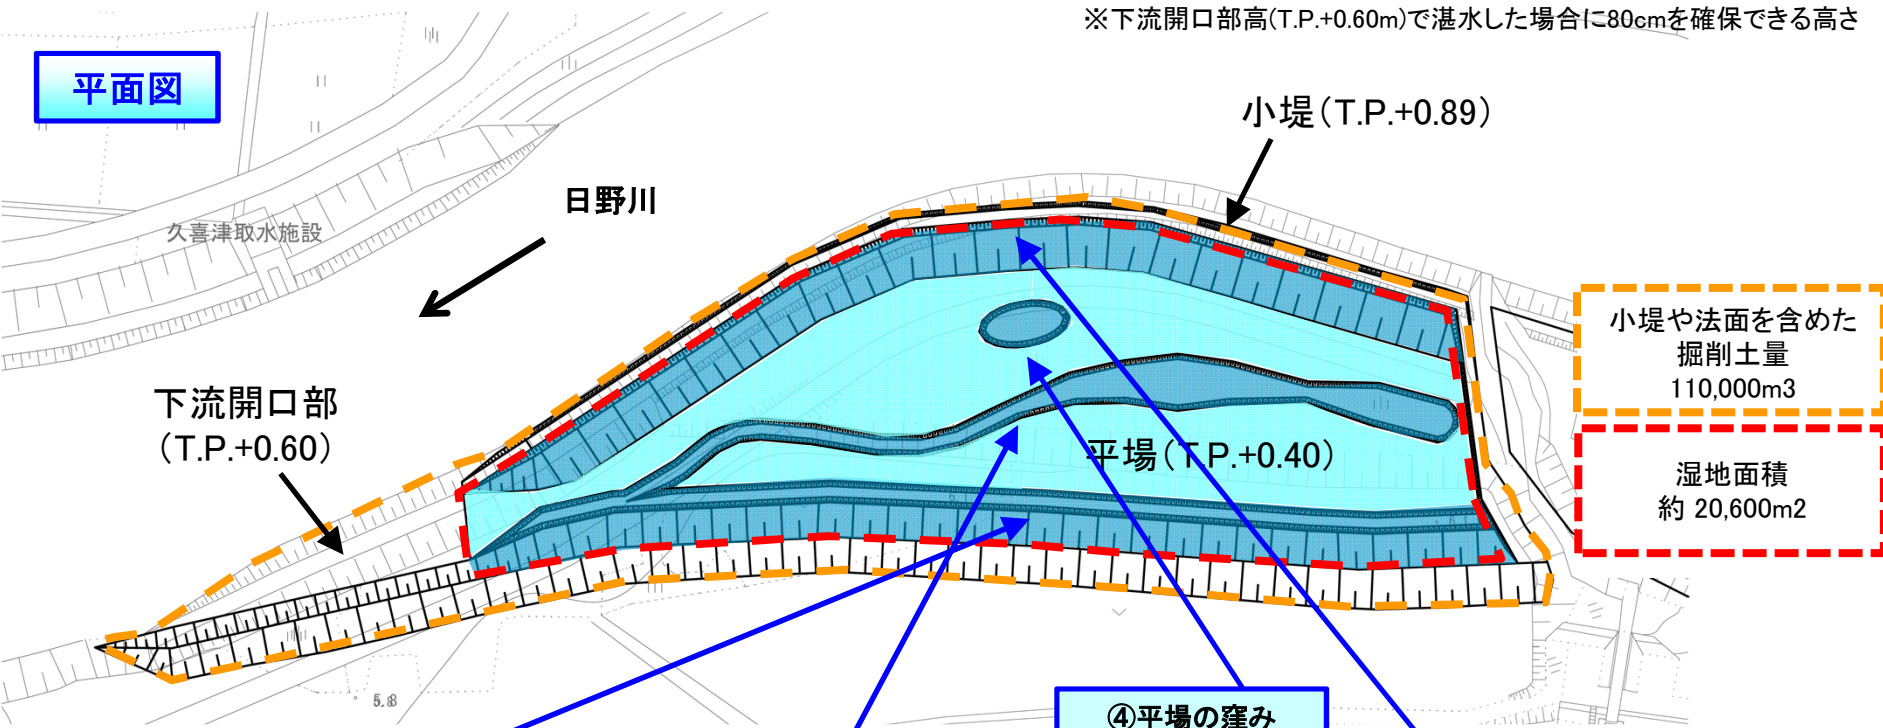 ※下流開口部高(T.P.+0.60m)で湛水した場合に80cmを確保できる高さ
平面図
小堤(T.P.+0.89)
日野川
久喜津取水施設
小堤や法面を含めた
掘削土量
110,000m3
下流開口部
(T.P.+0.60)
平場(T.P.+0.40)
湿地面積
約 20,600m2
5.8
④平場の窪み